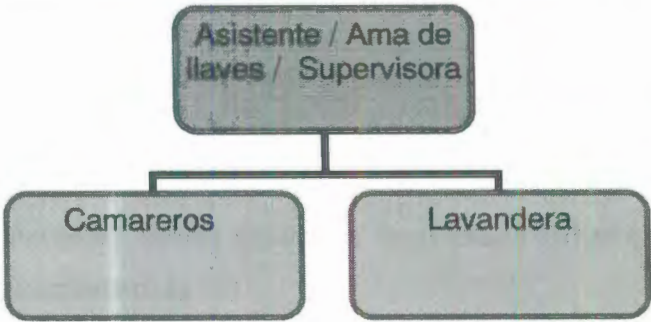 Asistente / Ama de
llaves / Supervisora
Camareros
Lavandera